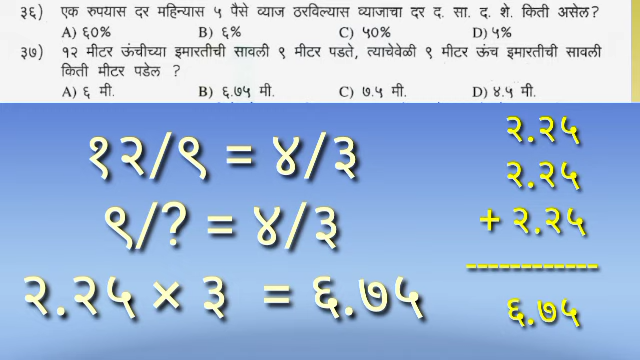 ३६) एक रुपयास दर महिन्यास ५ पैसे व्याज ठरविल्यास व्याजाचा दर द. सा. द. शे. किती असेल?
A) ६०% B) ६% C) ५०% D) ५%
३७) १२ मीटर ऊंचीच्या इमारतीची सावली ९ मीटर पडते, त्याचेवेळी ९ मीटर ऊंच इमारतीची सावली
किती मीटर पडेल ?
A) ६ मी. B) ६.७५ मी. C) ७.५ मी. D) ४.५ मी.
१२/९ = ४/३
९/? = ४/३
२.२५ × ३ = ६.७५
२.२५
२.२५
+ २.२५
------------
६.७५